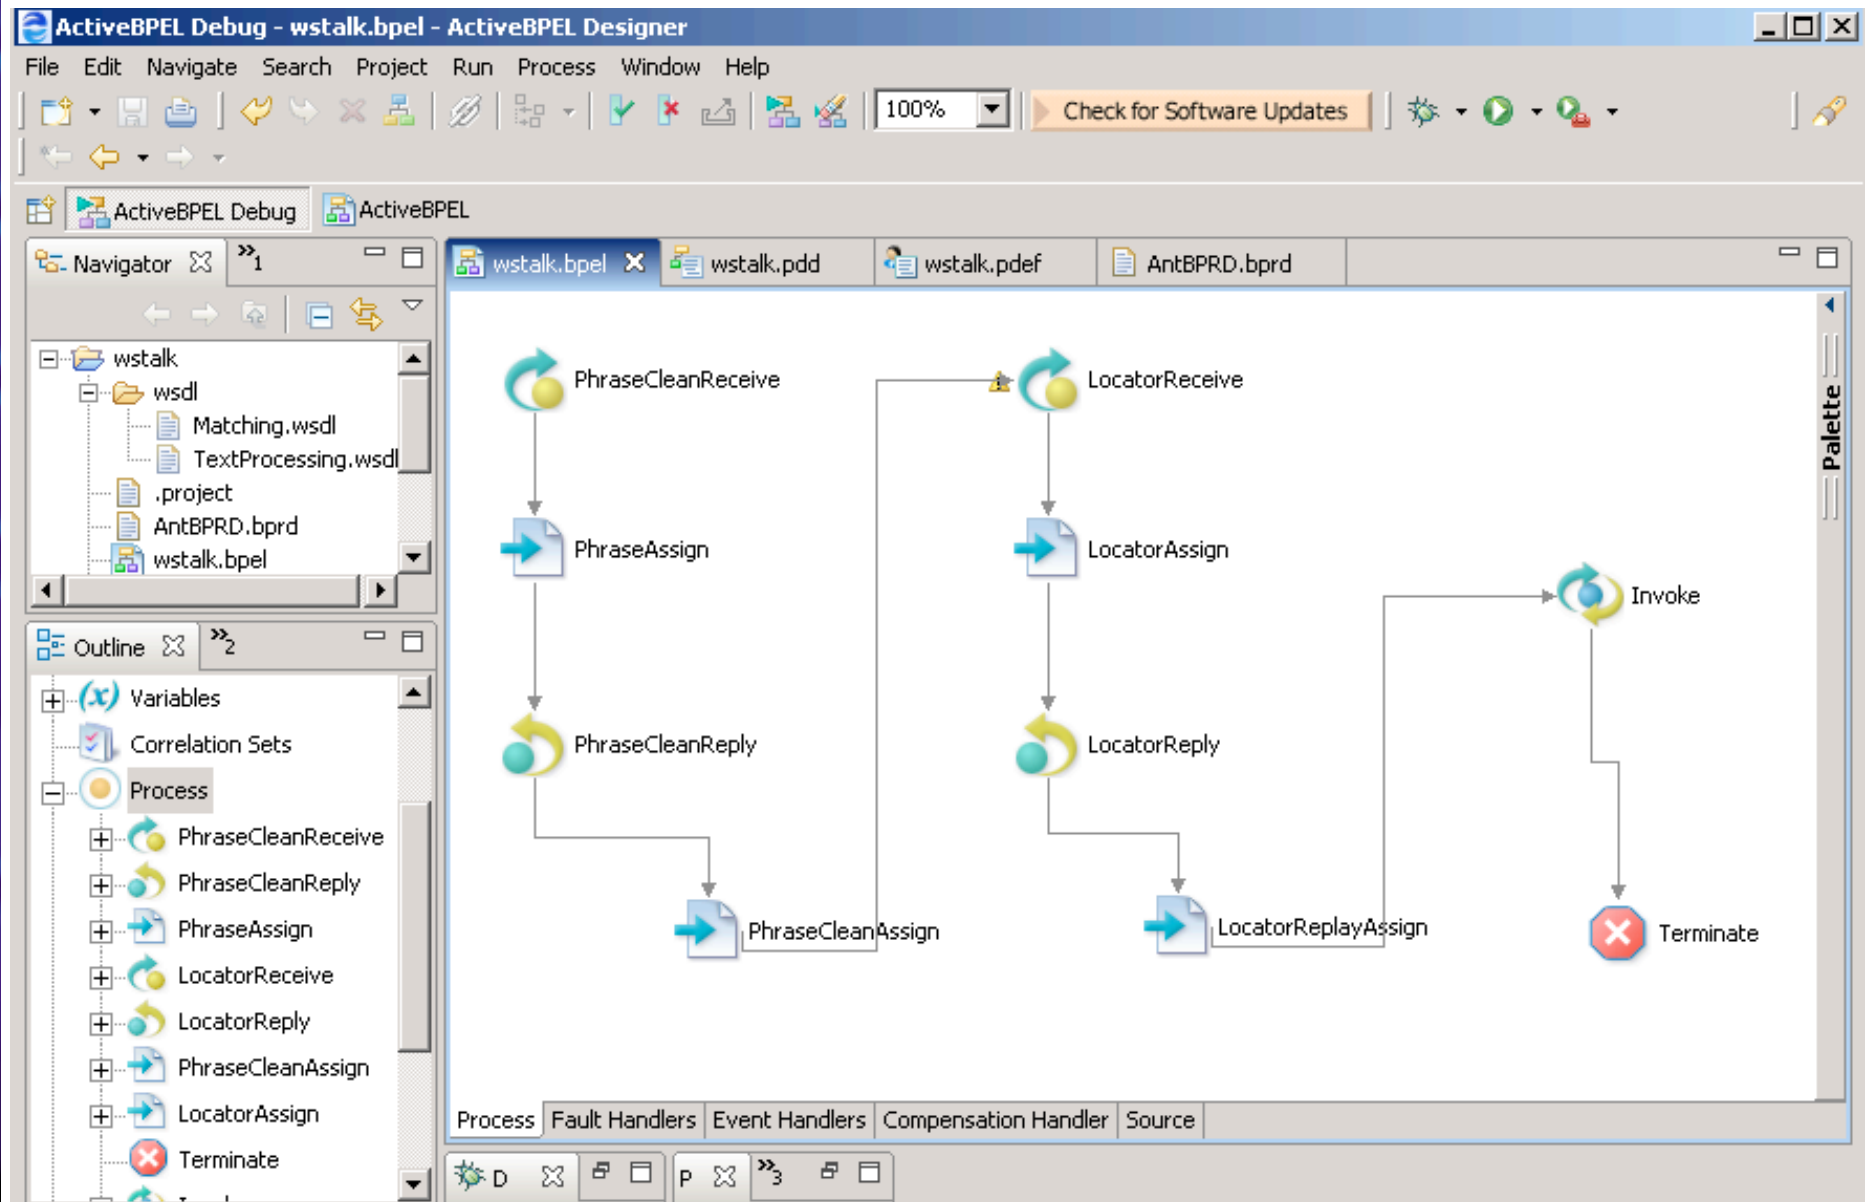 ActiveBPEL Debug - wstalk.bpel - ActiveBPEL Designer
File Edit Navigate Search Project Run Process Window Help
100% Check for Software Updates
ActiveBPEL Debug ActiveBPEL
Navigator 1
wstalk
wsdl
Matching.wsdl
TextProcessing.wsdl
.project
AntBPRD.bprd
wstalk.bpel
Outline 2
(x) Variables
Correlation Sets
Process
PhraseCleanReceive
PhraseCleanReply
PhraseAssign
LocatorReceive
LocatorReply
PhraseCleanAssign
LocatorAssign
Terminate
wstalk.bpel wstalk.pdd wstalk.pdef AntBPRD.bprd
PhraseCleanReceive LocatorReceive
PhraseAssign LocatorAssign
Invoke
PhraseCleanReply LocatorReply
PhraseCleanAssign LocatorReplayAssign Terminate
Palette
Process Fault Handlers Event Handlers Compensation Handler Source
D P 3